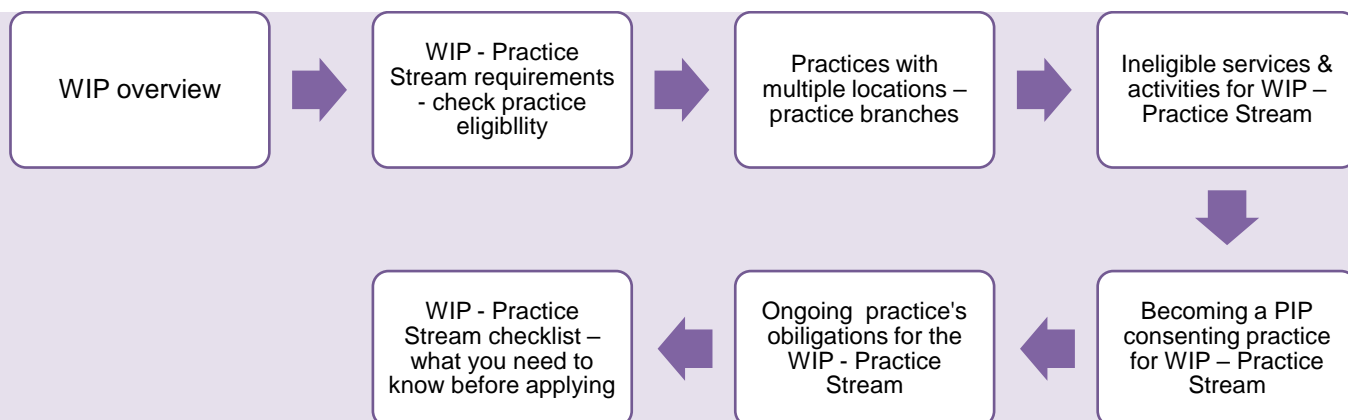 WIP overview
WIP - Practice
Stream requirements
- check practice
eligibllity
Practices with
multiple locations –
practice branches
Ineligible services &
activities for WIP –
Practice Stream
Becoming a PIP
consenting practice
for WIP – Practice
Stream
Ongoing  practice's
obiligations for the
WIP - Practice
Stream
WIP - Practice
Stream checklist –
what you need to
know before applying